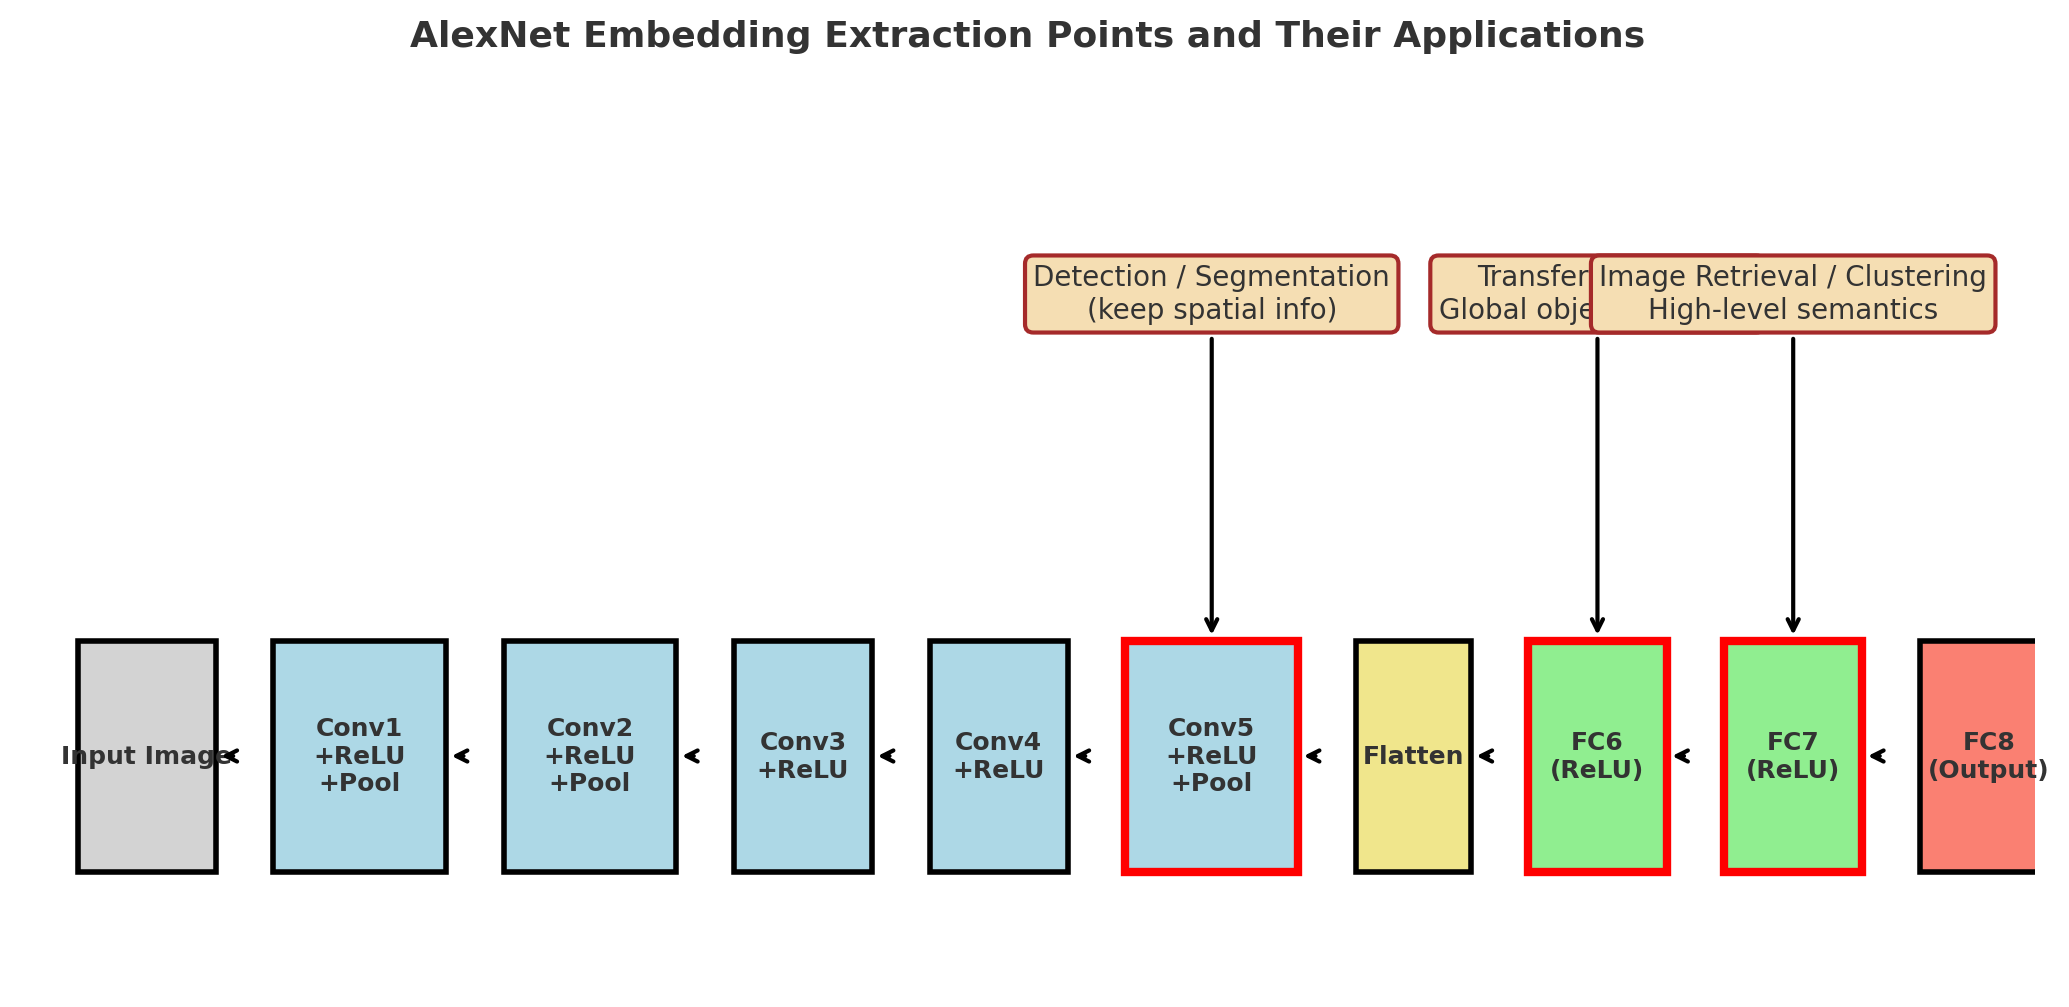 AlexNet Embedding Extraction Points and Their Applications
Detection / Segmentation
(keep spatial info)
Transfer
Global obje
Image Retrieval / Clustering
High-level semantics
Input Image
Conv1
+ReLU
+Pool
Conv2
+ReLU
+Pool
Conv3
+ReLU
Conv4
+ReLU
Conv5
+ReLU
+Pool
Flatten
FC6
(ReLU)
FC7
(ReLU)
FC8
(Output)